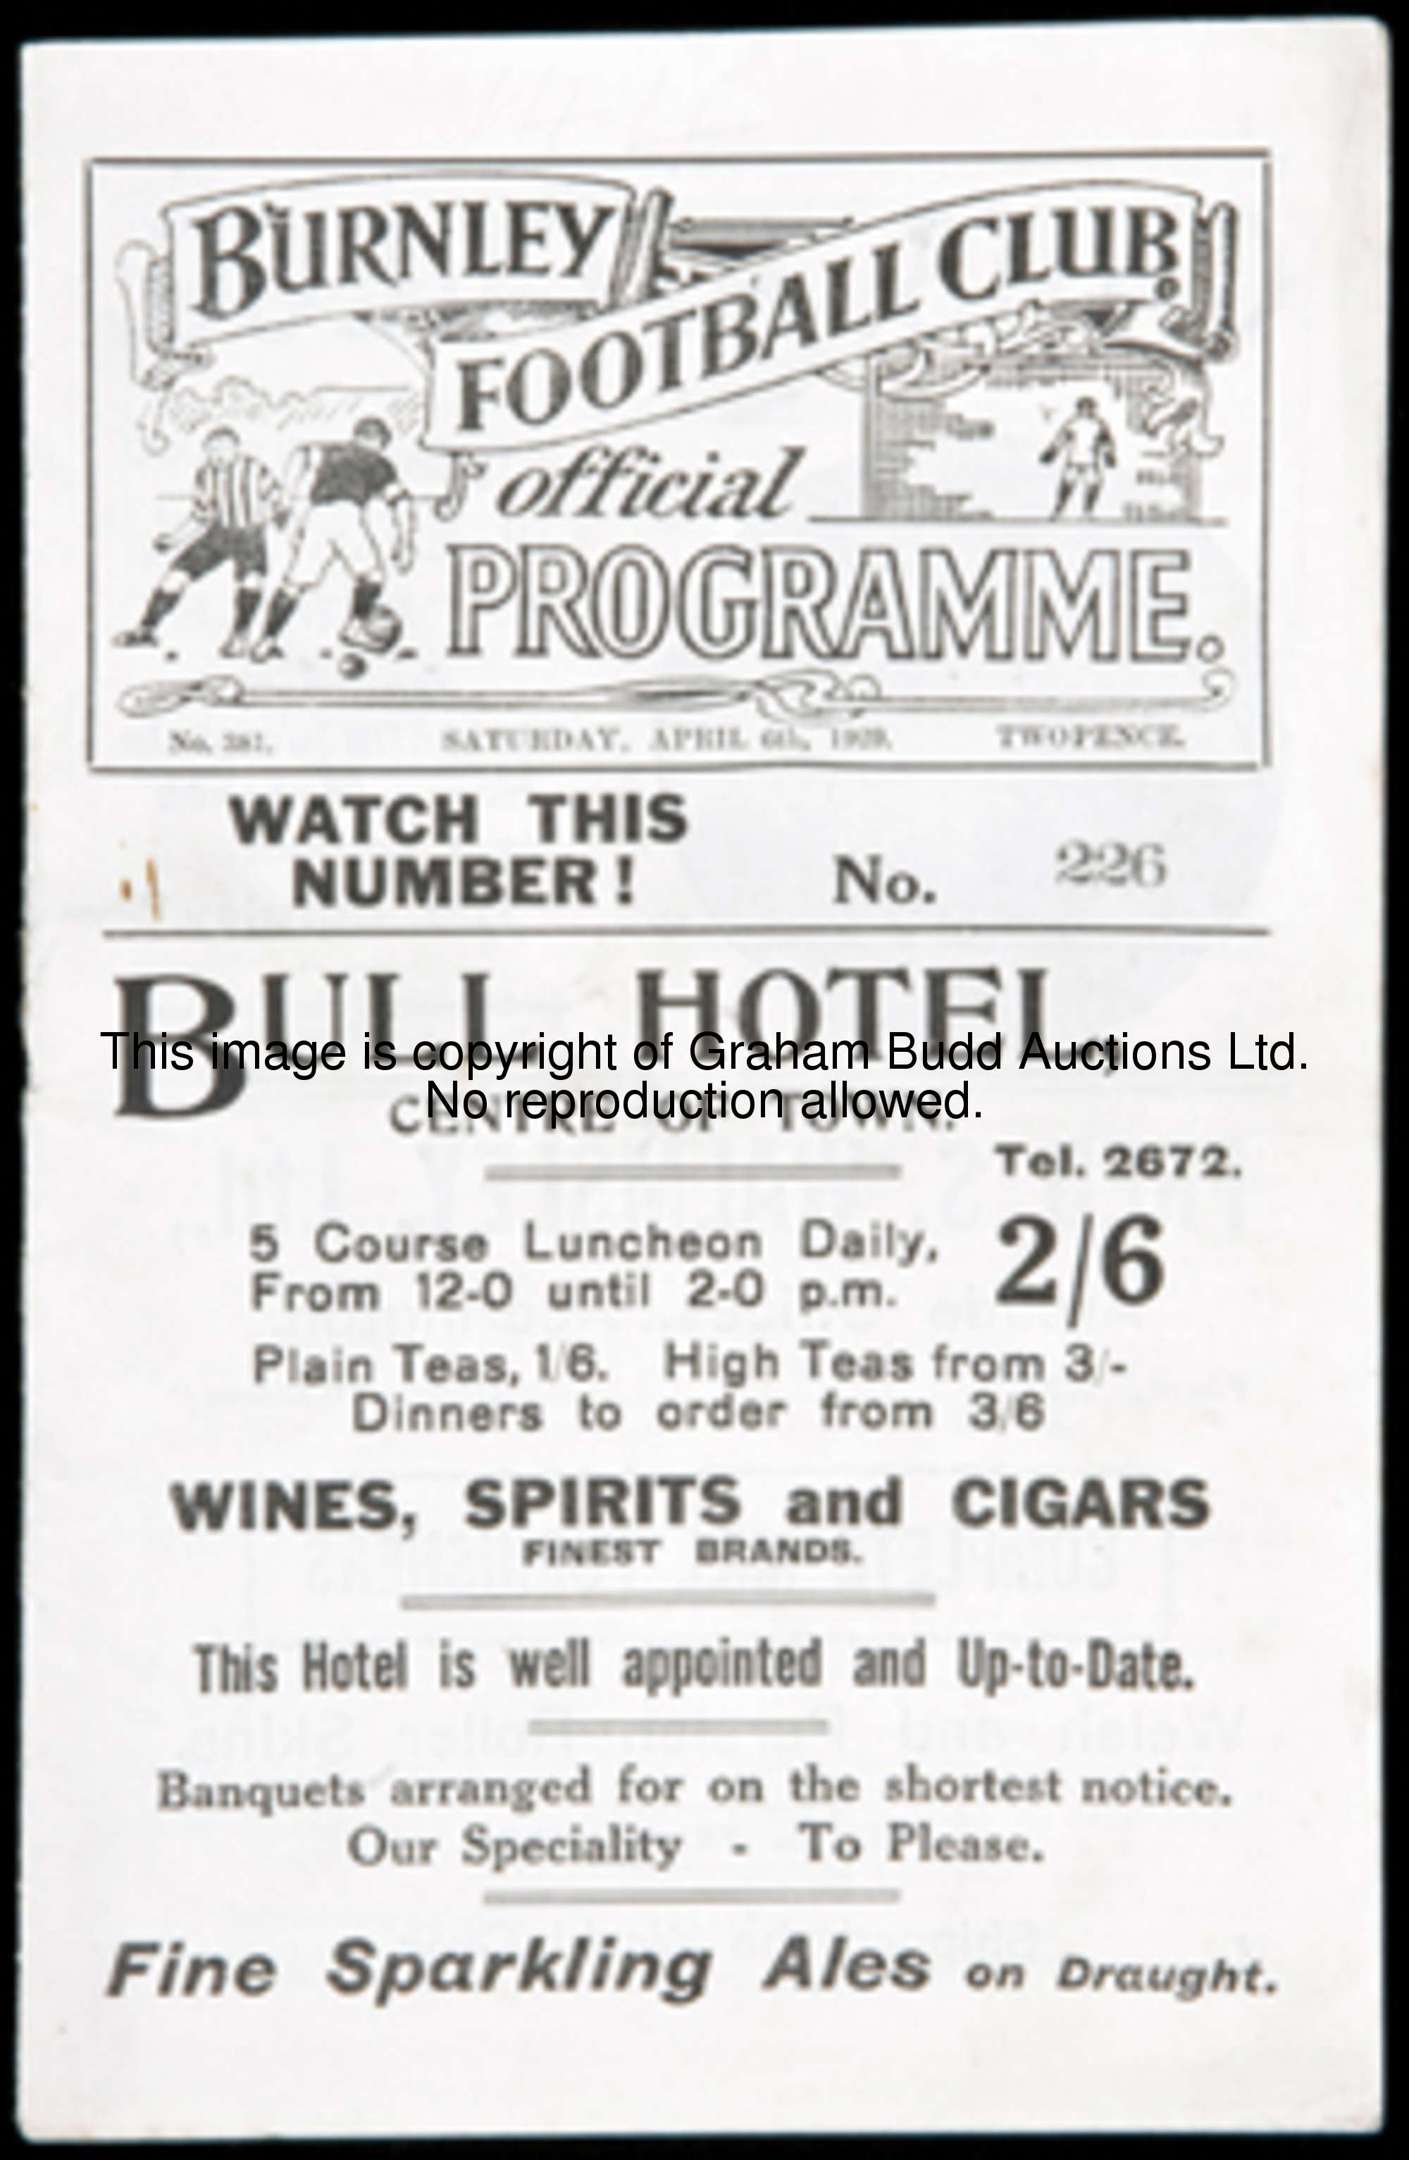 BURNLEY
FOOTBALL CLUB
official
PROGRAMME.
No. 381. SATURDAY, APRIL 6th, 1929. TWOPENCE.
WATCH THIS
NUMBER! No. 226
BULL HOTEL,
This image is copyright of Graham Budd Auctions Ltd.
No reproduction allowed.
CENTRE OF TOWN.
Tel. 2672.
5 Course Luncheon Daily,
From 12-0 until 2-0 p.m. 2/6
Plain Teas, 1/6. High Teas from 3/-
Dinners to order from 3/6
WINES, SPIRITS and CIGARS
FINEST BRANDS.
This Hotel is well appointed and Up-to-Date.
Banquets arranged for on the shortest notice.
Our Speciality - To Please.
Fine Sparkling Ales on Draught.